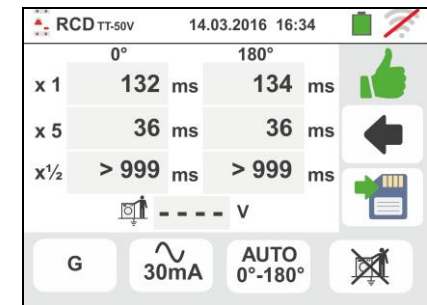 RCD TT-50V 14.03.2016 16:34
0° 180°
x 1 132 ms 134 ms
x 5 36 ms 36 ms
x½ > 999 ms > 999 ms
- - - - V
G 30mA AUTO
0°-180°